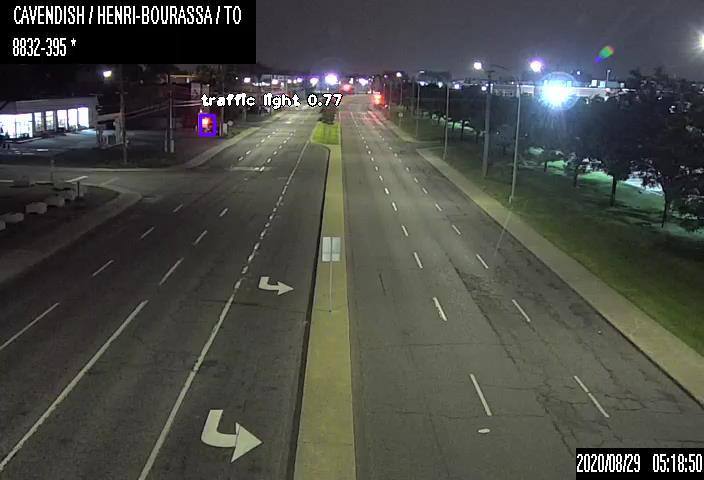 CAVENDISH / HENRI-BOURASSA / TO
8832-395 *
traffic light 0.77
2020/08/29 05:18:50